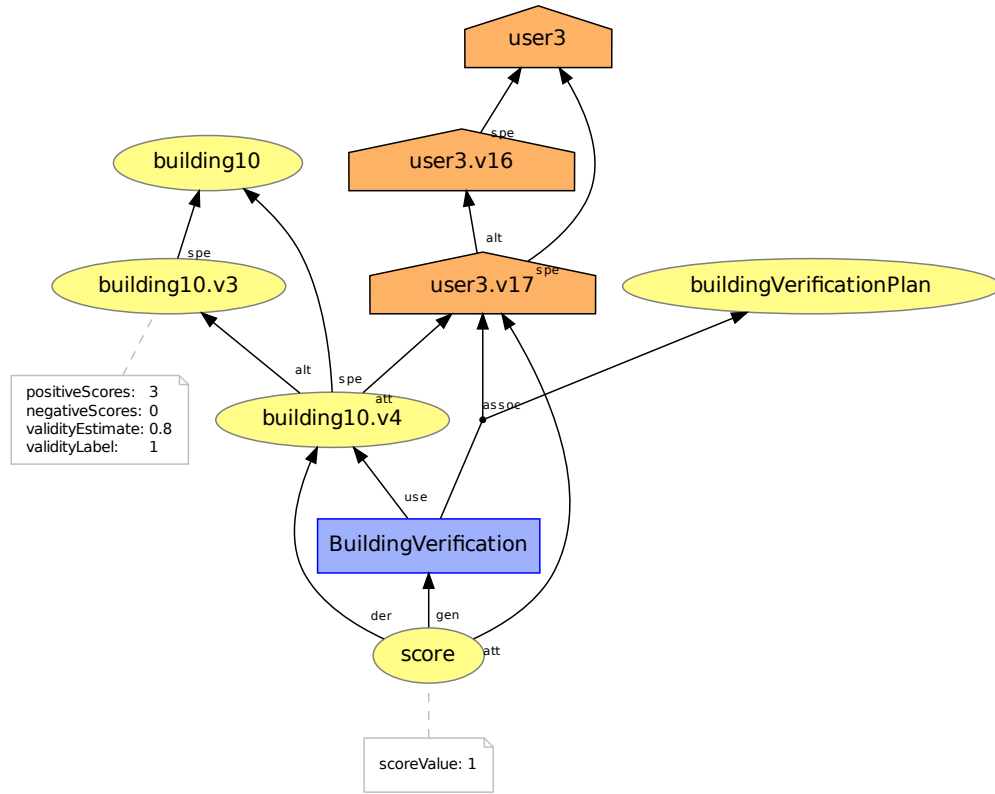 user3
spe
building10
user3.v16
spe
alt
building10.v3
user3.v17
spe
buildingVerificationPlan
positiveScores: 3
negativeScores: 0
validityEstimate: 0.8
validityLabel: 1
alt
spe
att
building10.v4
assoc
use
BuildingVerification
der
gen
score
att
scoreValue: 1